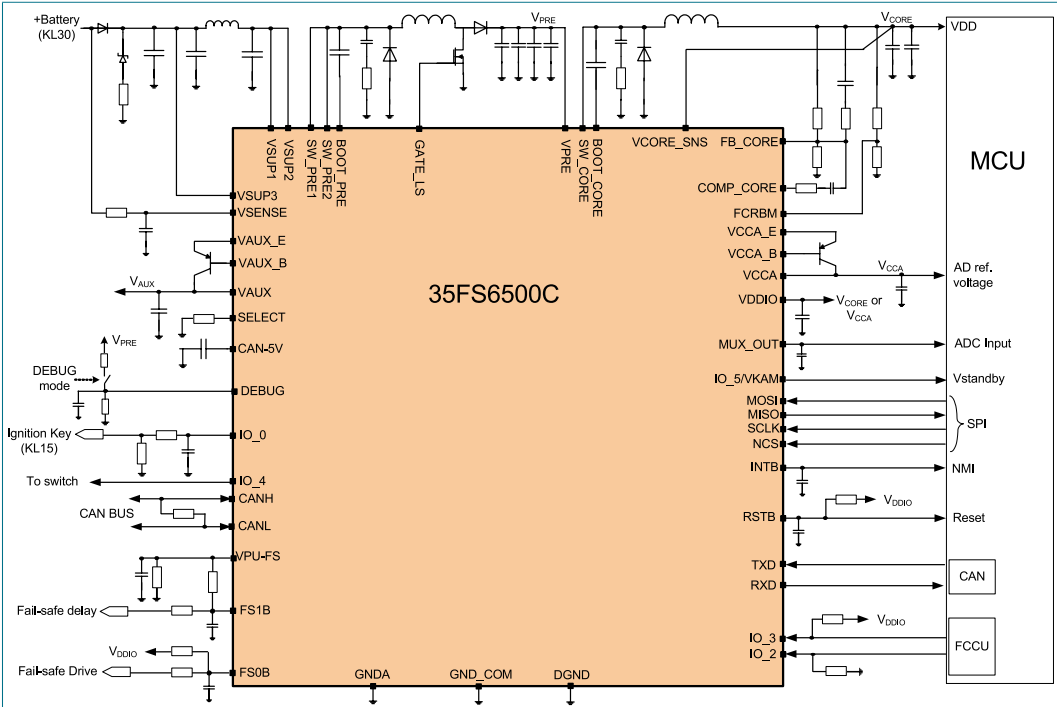 +Battery
(KL30)
VPRE
VCORE
VDD
VSUP1
VSUP2
SW_PRE1
SW_PRE2
BOOT_PRE
GATE_LS
VPRE
SW_CORE
BOOT_CORE
VCORE_SNS
FB_CORE
MCU
COMP_CORE
VSUP3
VSENSE
FCRBM
VAUX_E
VCCA_E
VAUX_B
VCCA_B
VAUX
VAUX
VCCA
VCCA
AD ref.
voltage
35FS6500C
VDDIO
VCORE or
VCCA
SELECT
CAN-5V
MUX_OUT
ADC Input
VPRE
DEBUG
mode
DEBUG
IO_5/VKAM
Vstandby
MOSI
MISO
SCLK
NCS
SPI
Ignition Key
(KL15)
IO_0
INTB
NMI
To switch
IO_4
CANH
CAN BUS
CANL
VDDIO
RSTB
Reset
VPU-FS
TXD
RXD
CAN
Fail-safe delay
FS1B
VDDIO
IO_3
IO_2
FCCU
VDDIO
Fail-safe Drive
FS0B
GNDA
GND_COM
DGND